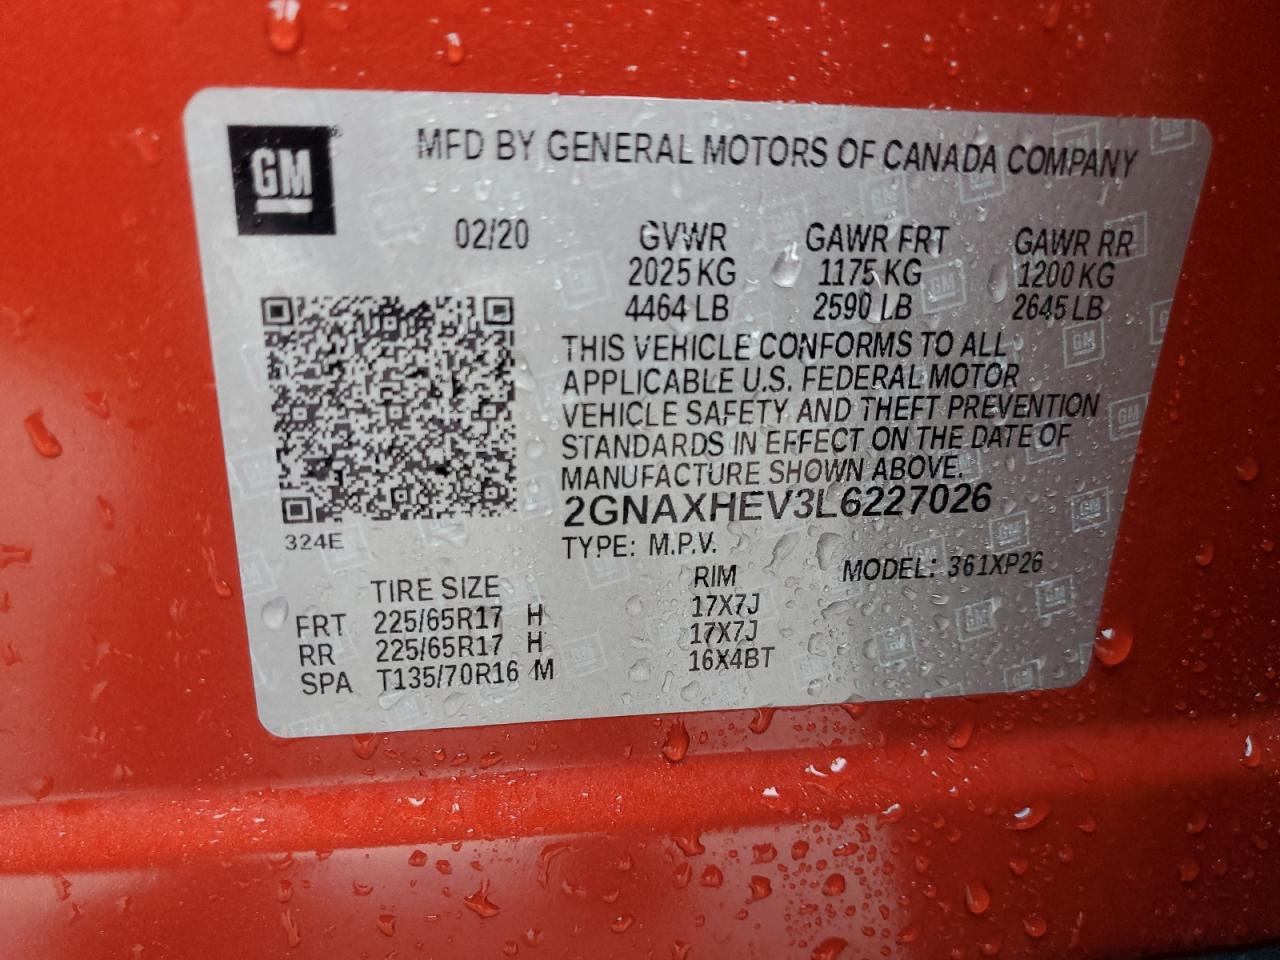 GM
MFD BY GENERAL MOTORS OF CANADA COMPANY
02/20 GVWR GAWR FRT GAWR RR
2025 KG 1175 KG 1200 KG
4464 LB 2590 LB 2645 LB
THIS VEHICLE CONFORMS TO ALL
APPLICABLE U.S. FEDERAL MOTOR
VEHICLE SAFETY AND THEFT PREVENTION
STANDARDS IN EFFECT ON THE DATE OF
MANUFACTURE SHOWN ABOVE.
2GNAXHEV3L6227026
324E
TYPE: M.P.V. MODEL: 361XP26
TIRE SIZE RIM
FRT 225/65R17 H 17X7J
RR 225/65R17 H 17X7J
SPA T135/70R16 M 16X4BT